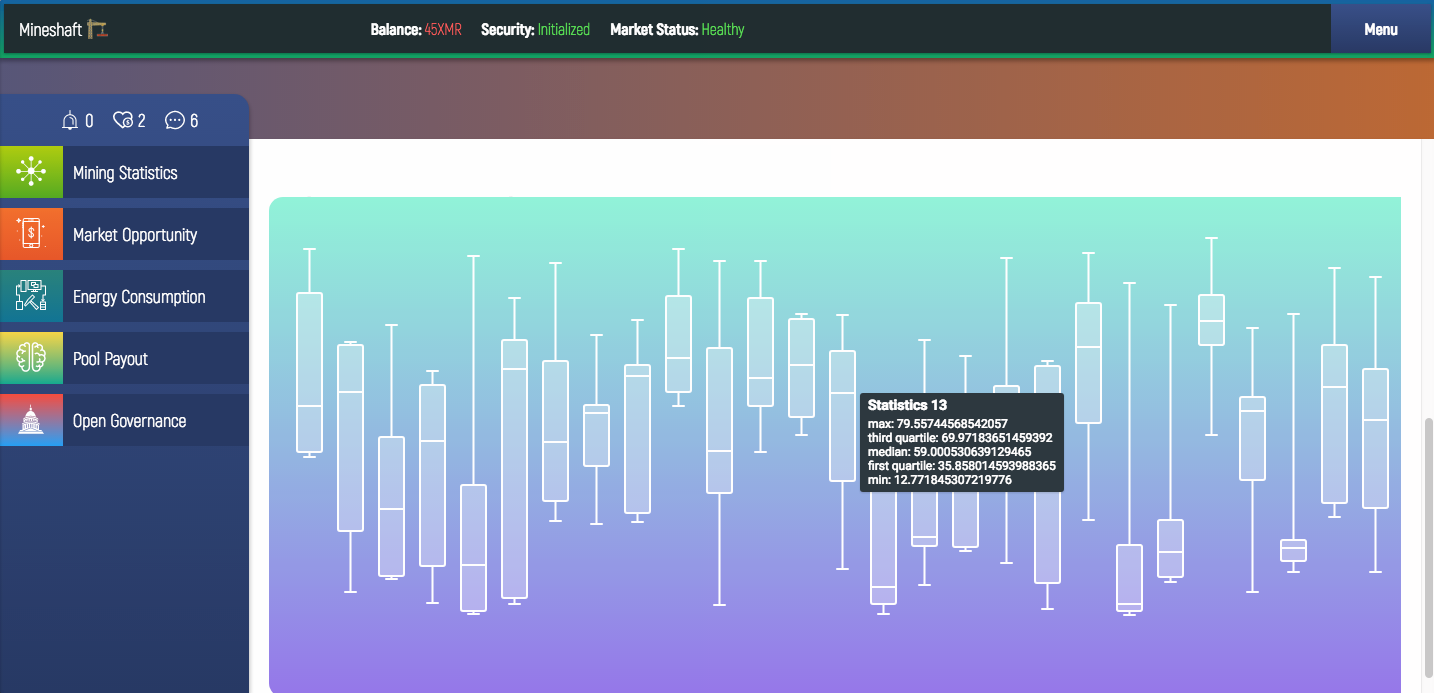 Mineshaft
Balance: 45XMR Security: Initialized Market Status: Healthy
Menu
0 2 6
Mining Statistics
Market Opportunity
Energy Consumption
Pool Payout
Open Governance
Statistics 13
max: 79.55744568542057
third quartile: 69.97183651459392
median: 59.000530639129465
first quartile: 35.858014593988365
min: 12.771845307219776